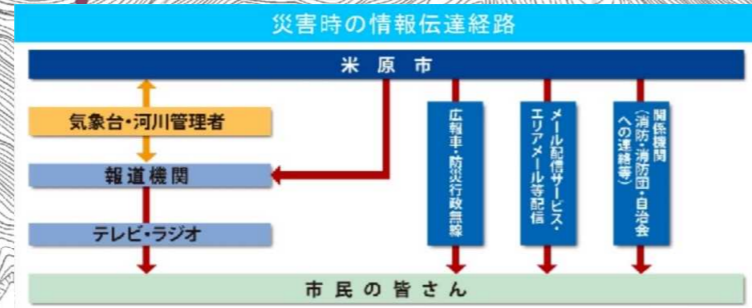 災害時の情報伝達経路
米原市
気象台・河川管理者
報道機関
テレビ・ラジオ
広報車・防災行政無線
メール配信サービス・
エリアメール等配信
関係機関
（消防・消防団・自治会
への連絡等）
市民の皆さん